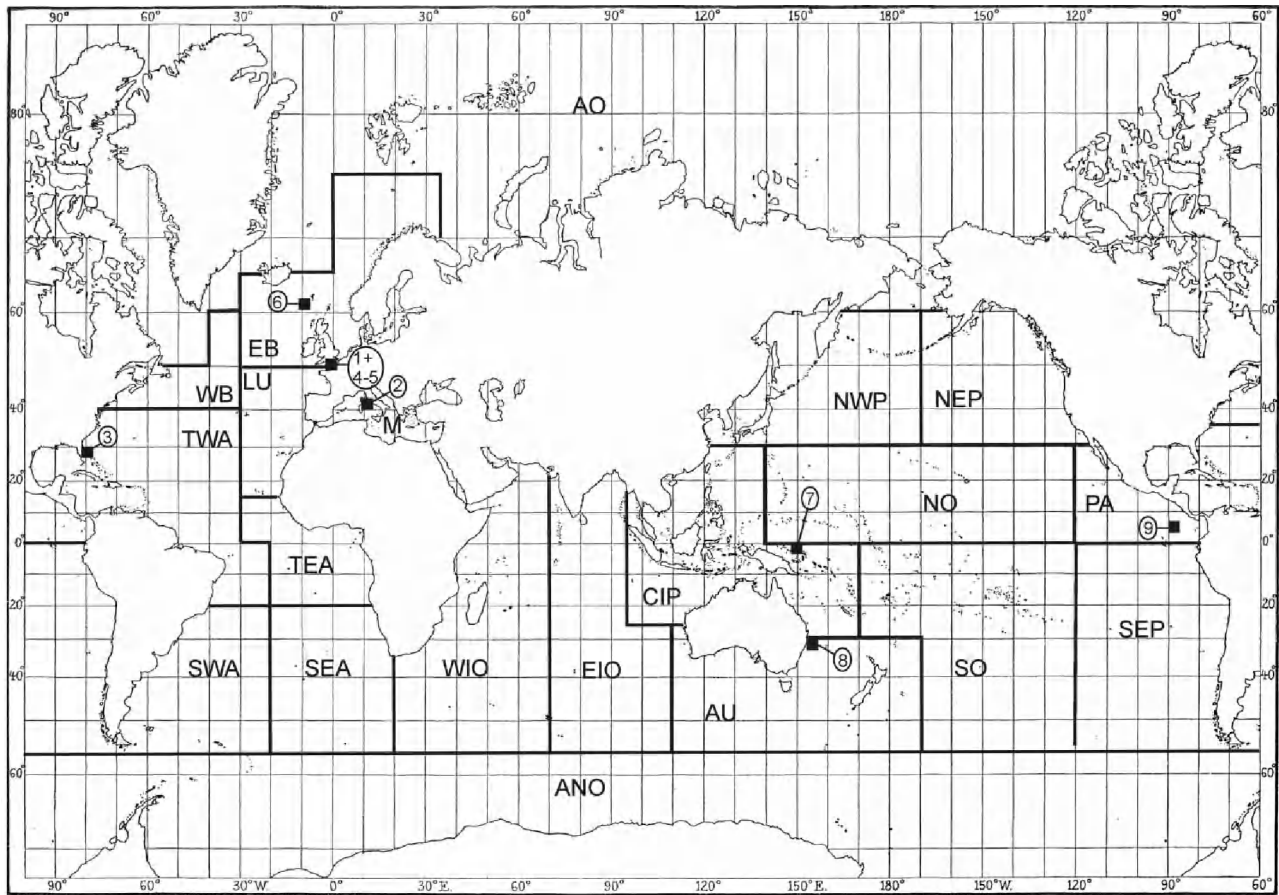 90° 60° 30° 0° 30° 60° 90° 120° 150° 180° 150° 120° 90° 60°
AO
80° 80°
6
60° 60°
EB
1+
4-5
2
LU
WB
NWP NEP
40° 40°
M
TWA
3
20° 20°
7
NO PA
9
0° 0°
TEA
CIP
20° 20°
SEP
8
SWA SEA WIO EIO SO
40° 40°
AU
60° 60°
ANO
90° 60° 30°W. 0° 30°E. 60° 90° 120° 150°E. 180° 150° 120° 90° 60°